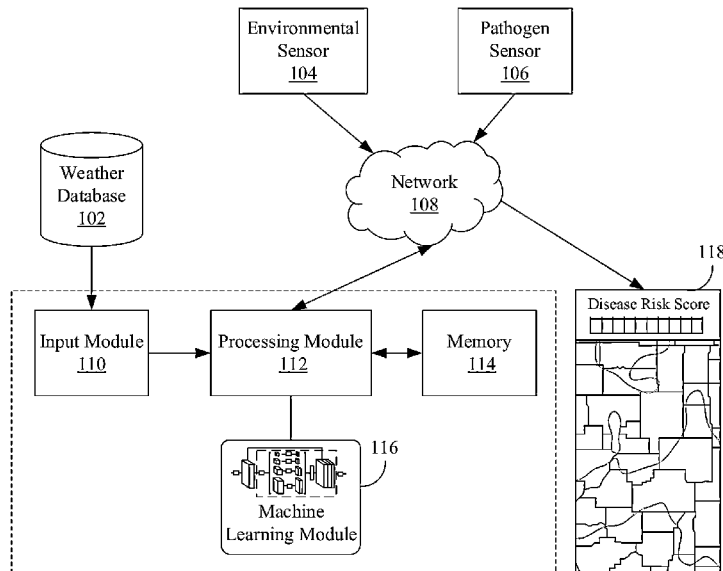 Environmental
Sensor
104
Pathogen
Sensor
106
Weather
Database
102
Network
108
118
Disease Risk Score
Input Module
110
Processing Module
112
Memory
114
116
Machine
Learning Module